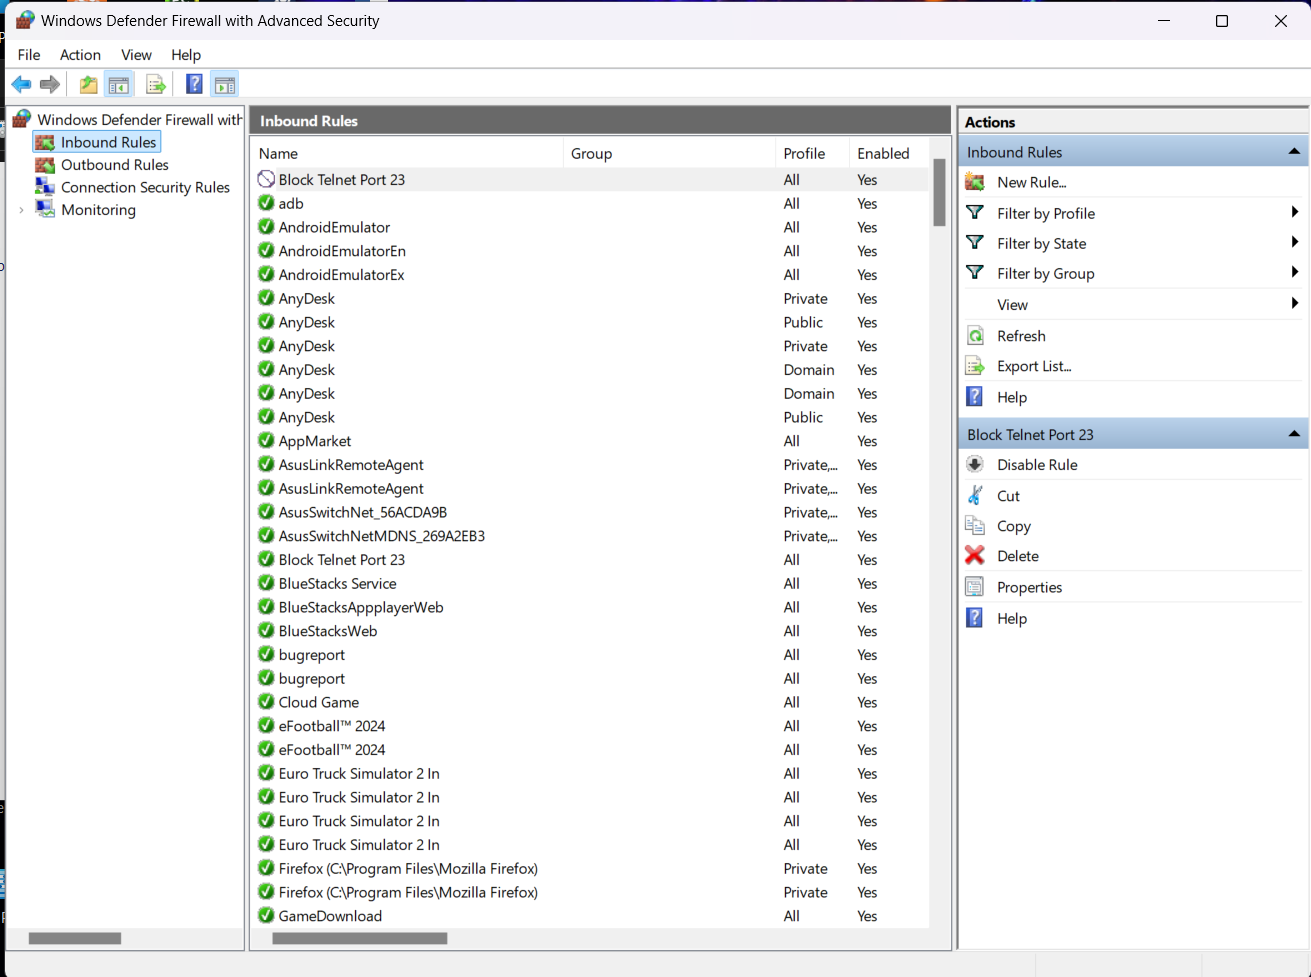 Windows Defender Firewall with Advanced Security
File Action View Help
Windows Defender Firewall with
Inbound Rules
Outbound Rules
Connection Security Rules
Monitoring
Inbound Rules
Name Group Profile Enabled
Block Telnet Port 23 All Yes
adb All Yes
AndroidEmulator All Yes
AndroidEmulatorEn All Yes
AndroidEmulatorEx All Yes
AnyDesk Private Yes
AnyDesk Public Yes
AnyDesk Private Yes
AnyDesk Domain Yes
AnyDesk Domain Yes
AnyDesk Public Yes
AppMarket All Yes
AsusLinkRemoteAgent Private,... Yes
AsusLinkRemoteAgent Private,... Yes
AsusSwitchNet_56ACDA9B Private,... Yes
AsusSwitchNetMDNS_269A2EB3 Private,... Yes
Block Telnet Port 23 All Yes
BlueStacks Service All Yes
BlueStacksAppplayerWeb All Yes
BlueStacksWeb All Yes
bugreport All Yes
bugreport All Yes
Cloud Game All Yes
eFootball™ 2024 All Yes
eFootball™ 2024 All Yes
Euro Truck Simulator 2 In All Yes
Euro Truck Simulator 2 In All Yes
Euro Truck Simulator 2 In All Yes
Euro Truck Simulator 2 In All Yes
Firefox (C:\Program Files\Mozilla Firefox) Private Yes
Firefox (C:\Program Files\Mozilla Firefox) Private Yes
GameDownload All Yes
Actions
Inbound Rules
New Rule...
Filter by Profile
Filter by State
Filter by Group
View
Refresh
Export List...
Help
Block Telnet Port 23
Disable Rule
Cut
Copy
Delete
Properties
Help